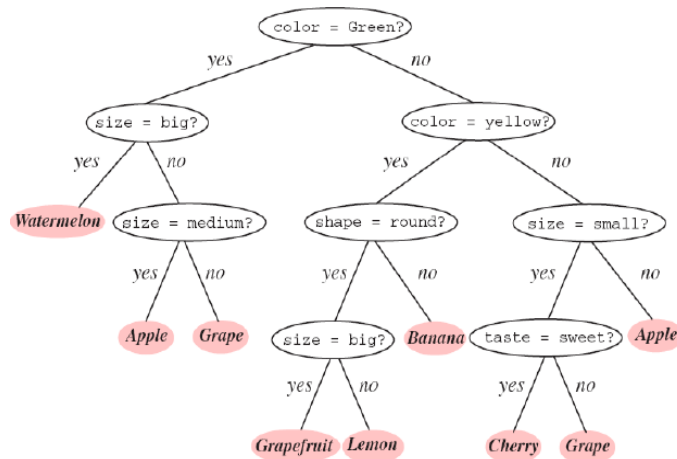 color = Green?
yes no
size = big? color = yellow?
yes no yes no
Watermelon size = medium? shape = round? size = small?
yes no yes no yes no
Apple Grape size = big? Banana taste = sweet? Apple
yes no yes no
Grapefruit Lemon Cherry Grape